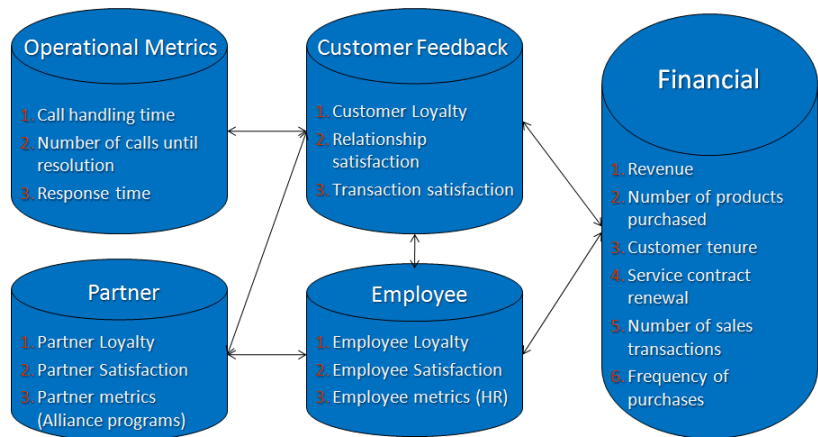 Operational Metrics
1. Call handling time
2. Number of calls until
resolution
3. Response time
Customer Feedback
1. Customer Loyalty
2. Relationship
satisfaction
3. Transaction satisfaction
Financial
1. Revenue
2. Number of products
purchased
3. Customer tenure
4. Service contract
renewal
5. Number of sales
transactions
6. Frequency of
purchases
Partner
1. Partner Loyalty
2. Partner Satisfaction
3. Partner metrics
(Alliance programs)
Employee
1. Employee Loyalty
2. Employee Satisfaction
3. Employee metrics (HR)